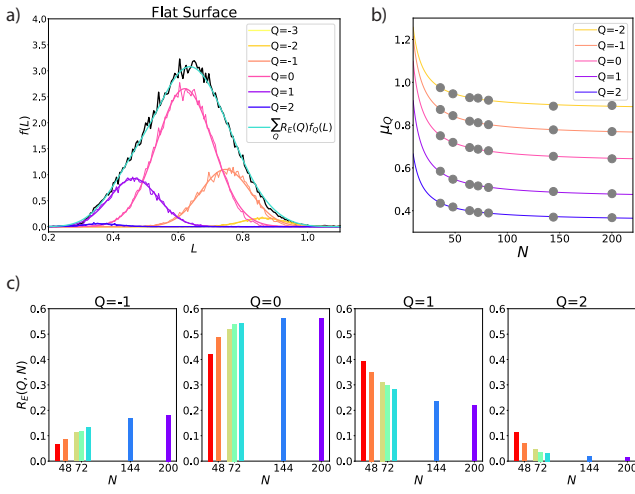 a)
Flat Surface
f(L)
4.0
3.5
3.0
2.5
2.0
1.5
1.0
0.5
0.0
0.2
0.4
0.6
0.8
1.0
L
Q=-3
Q=-2
Q=-1
Q=0
Q=1
Q=2
∑_Q R_E(Q)f_Q(L)
b)
μ_Q
1.2
1.0
0.8
0.6
0.4
50
100
150
200
N
Q=-2
Q=-1
Q=0
Q=1
Q=2
c)
Q=-1
Q=0
Q=1
Q=2
R_E(Q, N)
0.6
0.5
0.4
0.3
0.2
0.1
0.0
48 72 144 200
N
0.6
0.5
0.4
0.3
0.2
0.1
0.0
48 72 144 200
N
0.6
0.5
0.4
0.3
0.2
0.1
0.0
48 72 144 200
N
0.6
0.5
0.4
0.3
0.2
0.1
0.0
48 72 144 200
N